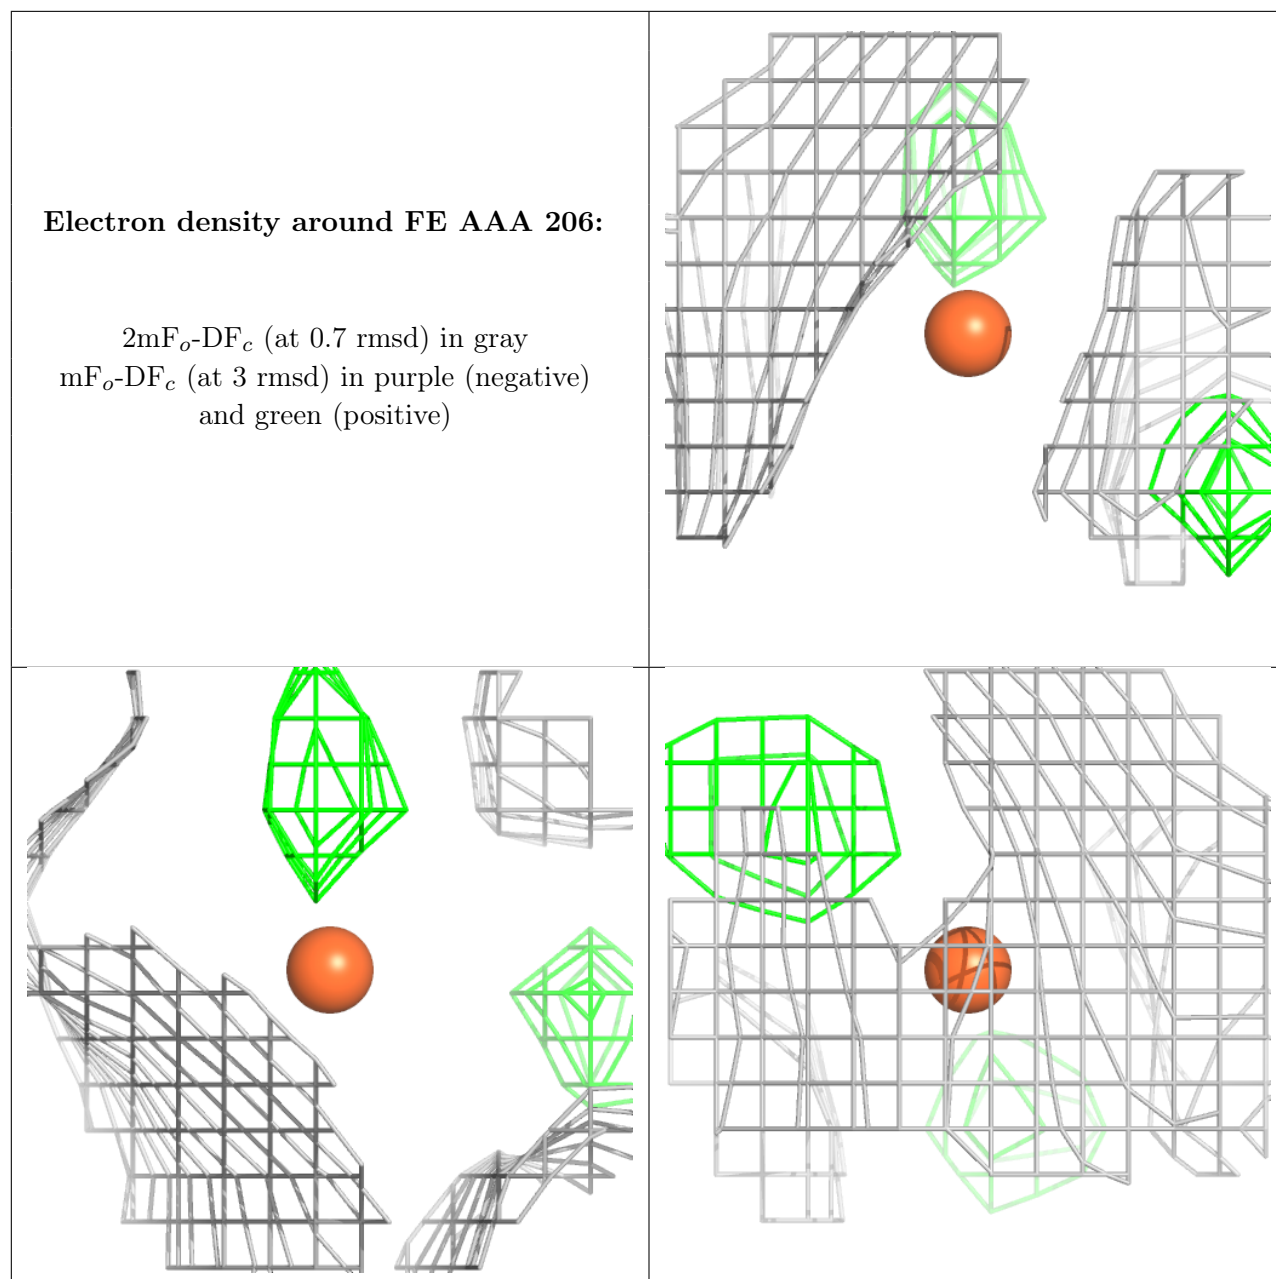 Electron density around FE AAA 206:
2mFo-DFc (at 0.7 rmsd) in gray
mFo-DFc (at 3 rmsd) in purple (negative)
and green (positive)